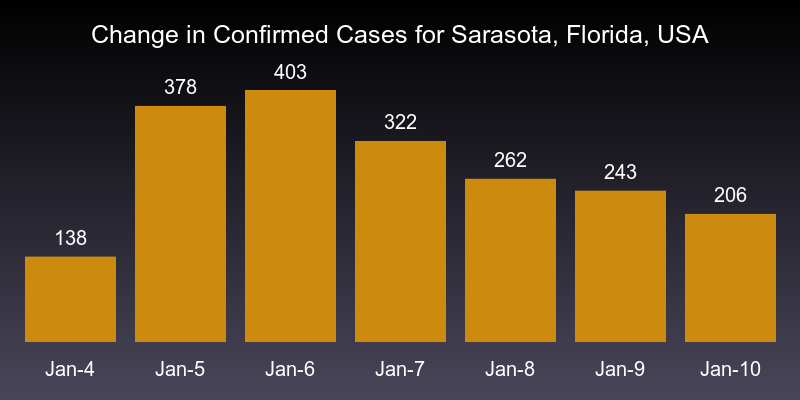 Change in Confirmed Cases for Sarasota, Florida, USA
138 378 403 322 262 243 206
Jan-4 Jan-5 Jan-6 Jan-7 Jan-8 Jan-9 Jan-10